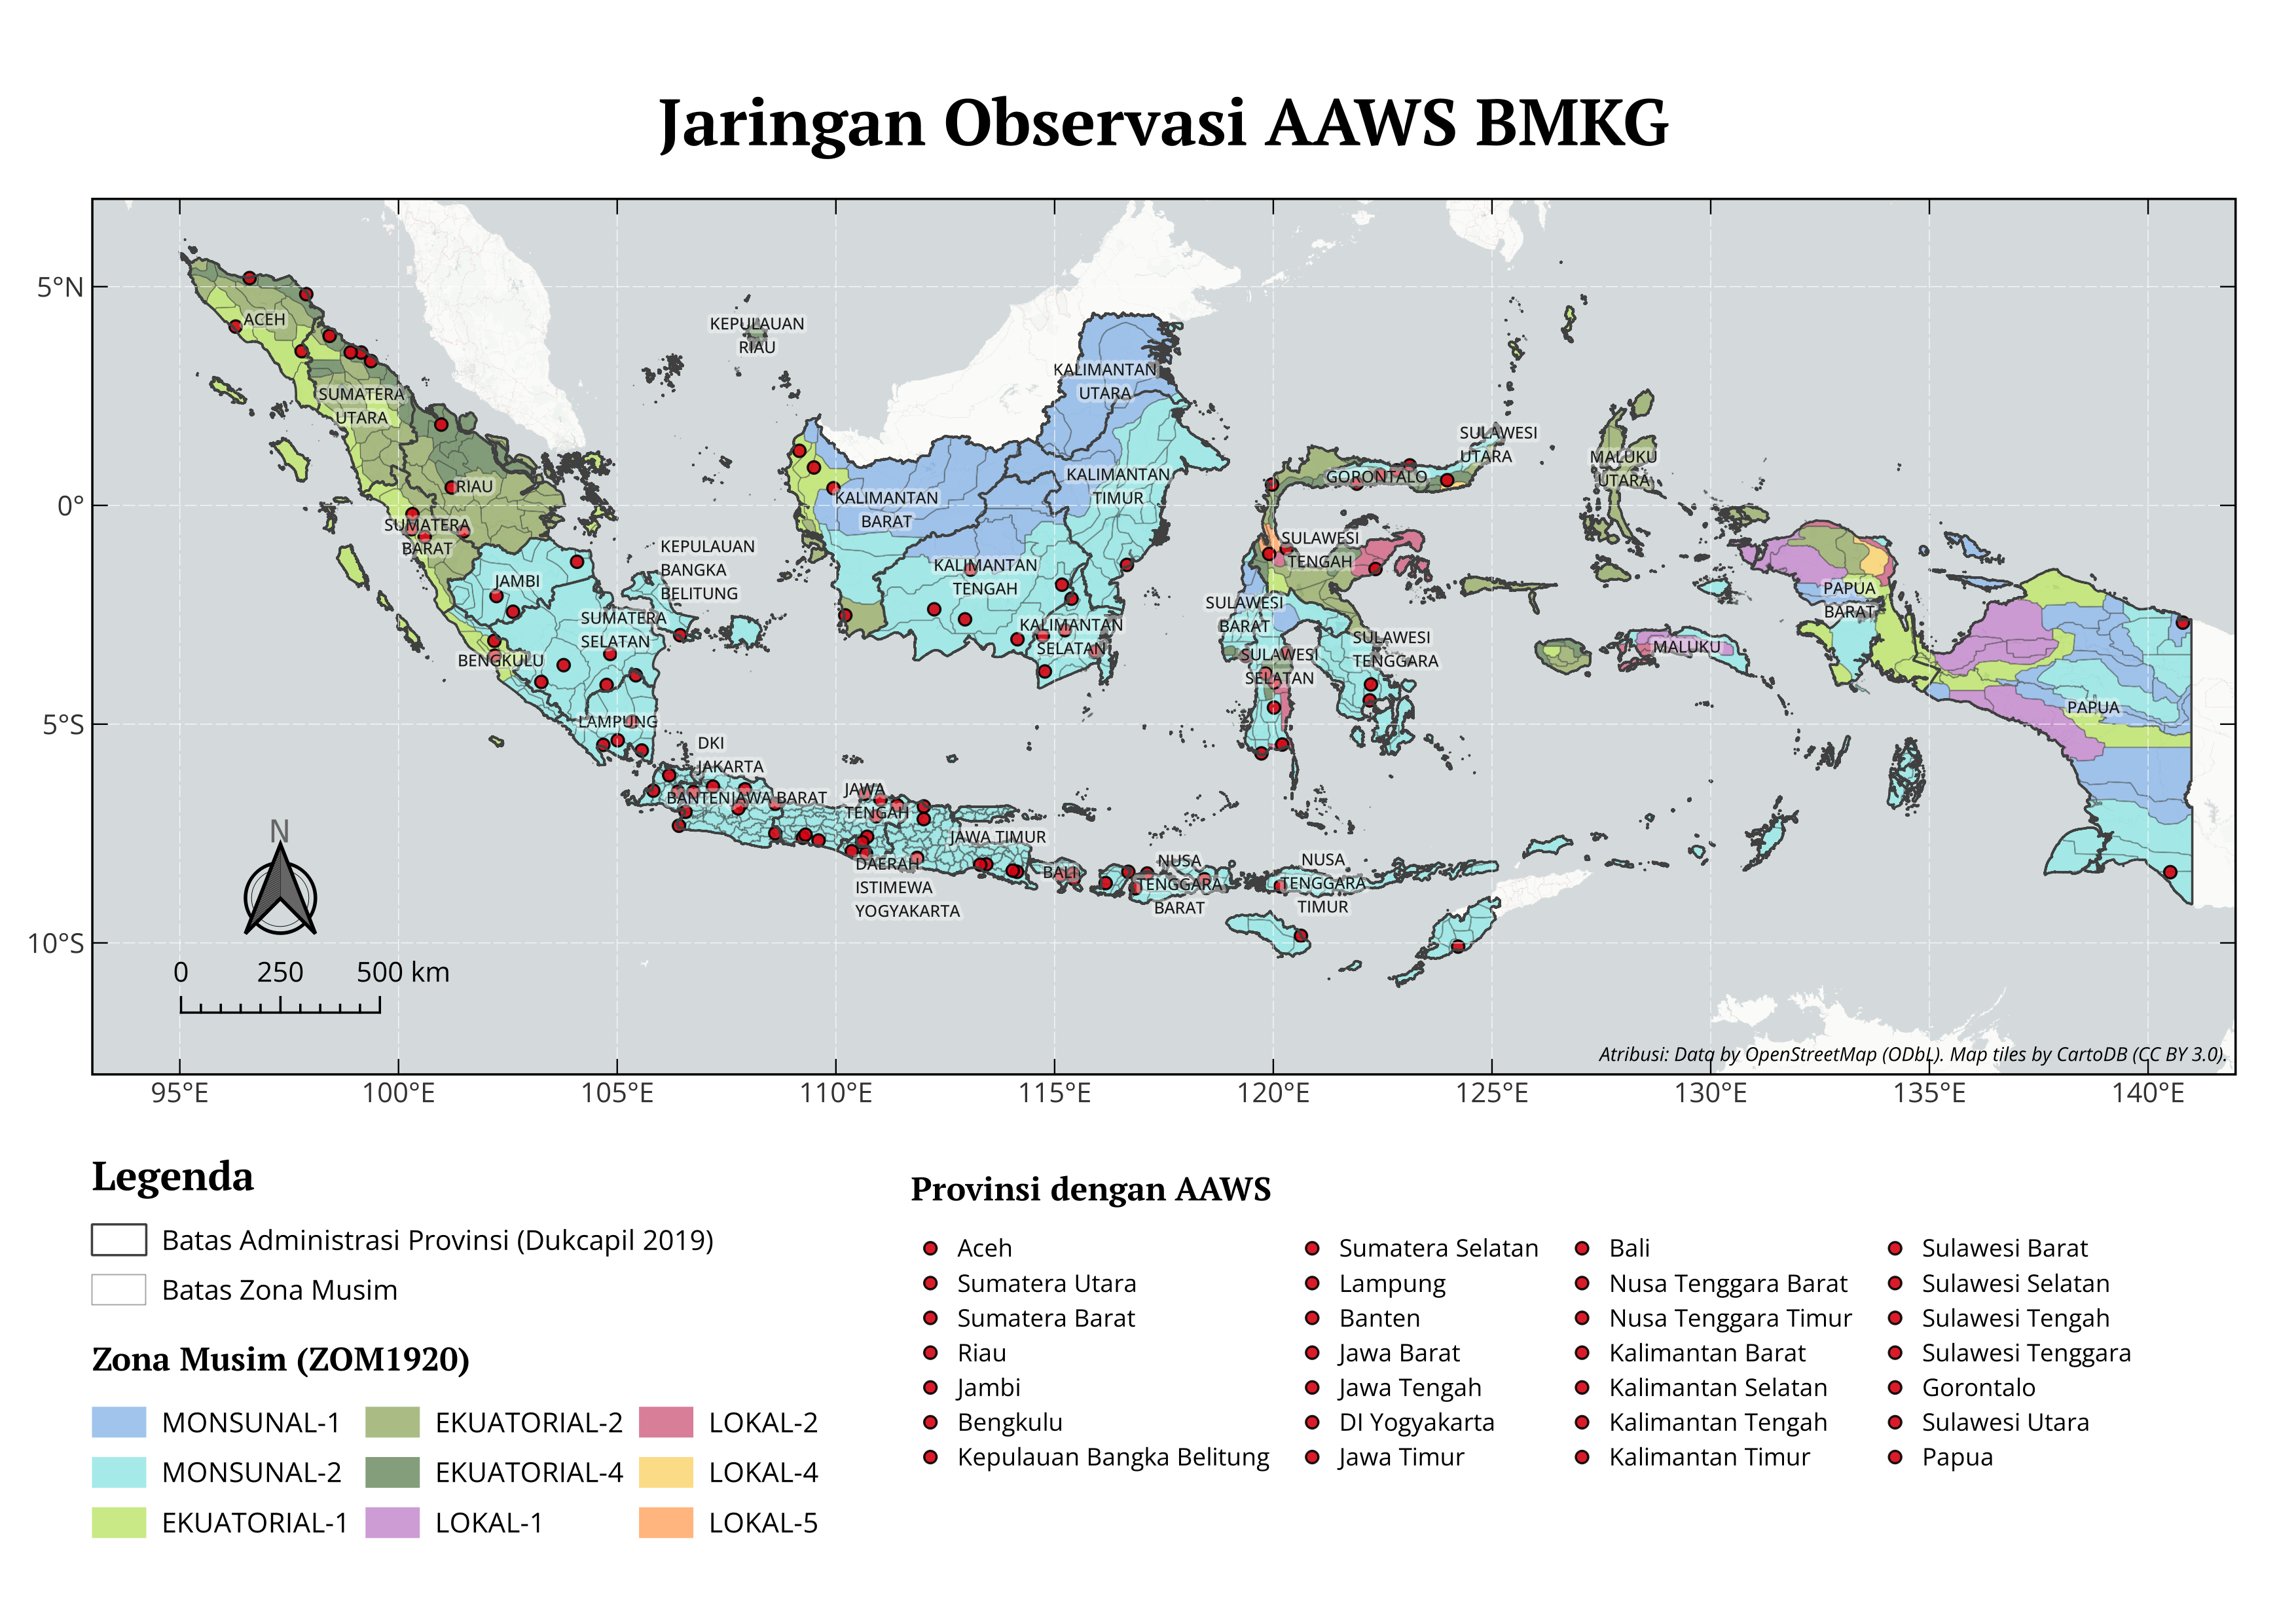 Jaringan Observasi AAWS BMKG
5°N
0°
5°S
10°S
ACEH
SUMATERA
UTARA
RIAU
SUMATERA
BARAT
KEPULAUAN
RIAU
JAMBI
KEPULAUAN
BANGKA
BELITUNG
SUMATERA
SELATAN
BENGKULU
LAMPUNG
DKI
JAKARTA
BANTEN
JAWA BARAT
JAWA
TENGAH
JAWA TIMUR
DAERAH
ISTIMEWA
YOGYAKARTA
BALI
NUSA
TENGGARA
BARAT
NUSA
TENGGARA
TIMUR
KALIMANTAN
UTARA
KALIMANTAN
TIMUR
KALIMANTAN
BARAT
KALIMANTAN
TENGAH
KALIMANTAN
SELATAN
SULAWESI
UTARA
GORONTALO
SULAWESI
TENGAH
SULAWESI
BARAT
SULAWESI
SELATAN
SULAWESI
TENGGARA
MALUKU
UTARA
MALUKU
PAPUA
BARAT
PAPUA
N
0 250 500 km
Atribusi: Data by OpenStreetMap (ODbL). Map tiles by CartoDB (CC BY 3.0).
95°E 100°E 105°E 110°E 115°E 120°E 125°E 130°E 135°E 140°E
Legenda
Batas Administrasi Provinsi (Dukcapil 2019)
Batas Zona Musim
Zona Musim (ZOM1920)
MONSUNAL-1
MONSUNAL-2
EKUATORIAL-1
EKUATORIAL-2
EKUATORIAL-4
LOKAL-1
LOKAL-2
LOKAL-4
LOKAL-5
Provinsi dengan AAWS
Aceh
Sumatera Utara
Sumatera Barat
Riau
Jambi
Bengkulu
Kepulauan Bangka Belitung
Sumatera Selatan
Lampung
Banten
Jawa Barat
Jawa Tengah
DI Yogyakarta
Jawa Timur
Bali
Nusa Tenggara Barat
Nusa Tenggara Timur
Kalimantan Barat
Kalimantan Selatan
Kalimantan Tengah
Kalimantan Timur
Sulawesi Barat
Sulawesi Selatan
Sulawesi Tengah
Sulawesi Tenggara
Gorontalo
Sulawesi Utara
Papua